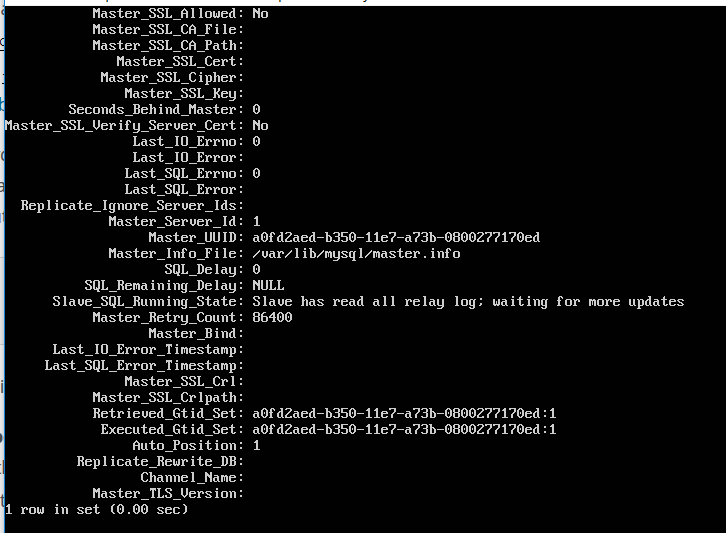 Master_SSL_Allowed: No
Master_SSL_CA_File:
Master_SSL_CA_Path:
Master_SSL_Cert:
Master_SSL_Cipher:
Master_SSL_Key:
Seconds_Behind_Master: 0
Master_SSL_Verify_Server_Cert: No
Last_IO_Errno: 0
Last_IO_Error:
Last_SQL_Errno: 0
Last_SQL_Error:
Replicate_Ignore_Server_Ids:
Master_Server_Id: 1
Master_UUID: a0fd2aed-b350-11e7-a73b-0800277170ed
Master_Info_File: /var/lib/mysql/master.info
SQL_Delay: 0
SQL_Remaining_Delay: NULL
Slave_SQL_Running_State: Slave has read all relay log; waiting for more updates
Master_Retry_Count: 86400
Master_Bind:
Last_IO_Error_Timestamp:
Last_SQL_Error_Timestamp:
Master_SSL_Crl:
Master_SSL_Crlpath:
Retrieved_Gtid_Set: a0fd2aed-b350-11e7-a73b-0800277170ed:1
Executed_Gtid_Set: a0fd2aed-b350-11e7-a73b-0800277170ed:1
Auto_Position: 1
Replicate_Rewrite_DB:
Channel_Name:
Master_TLS_Version:
1 row in set (0.00 sec)